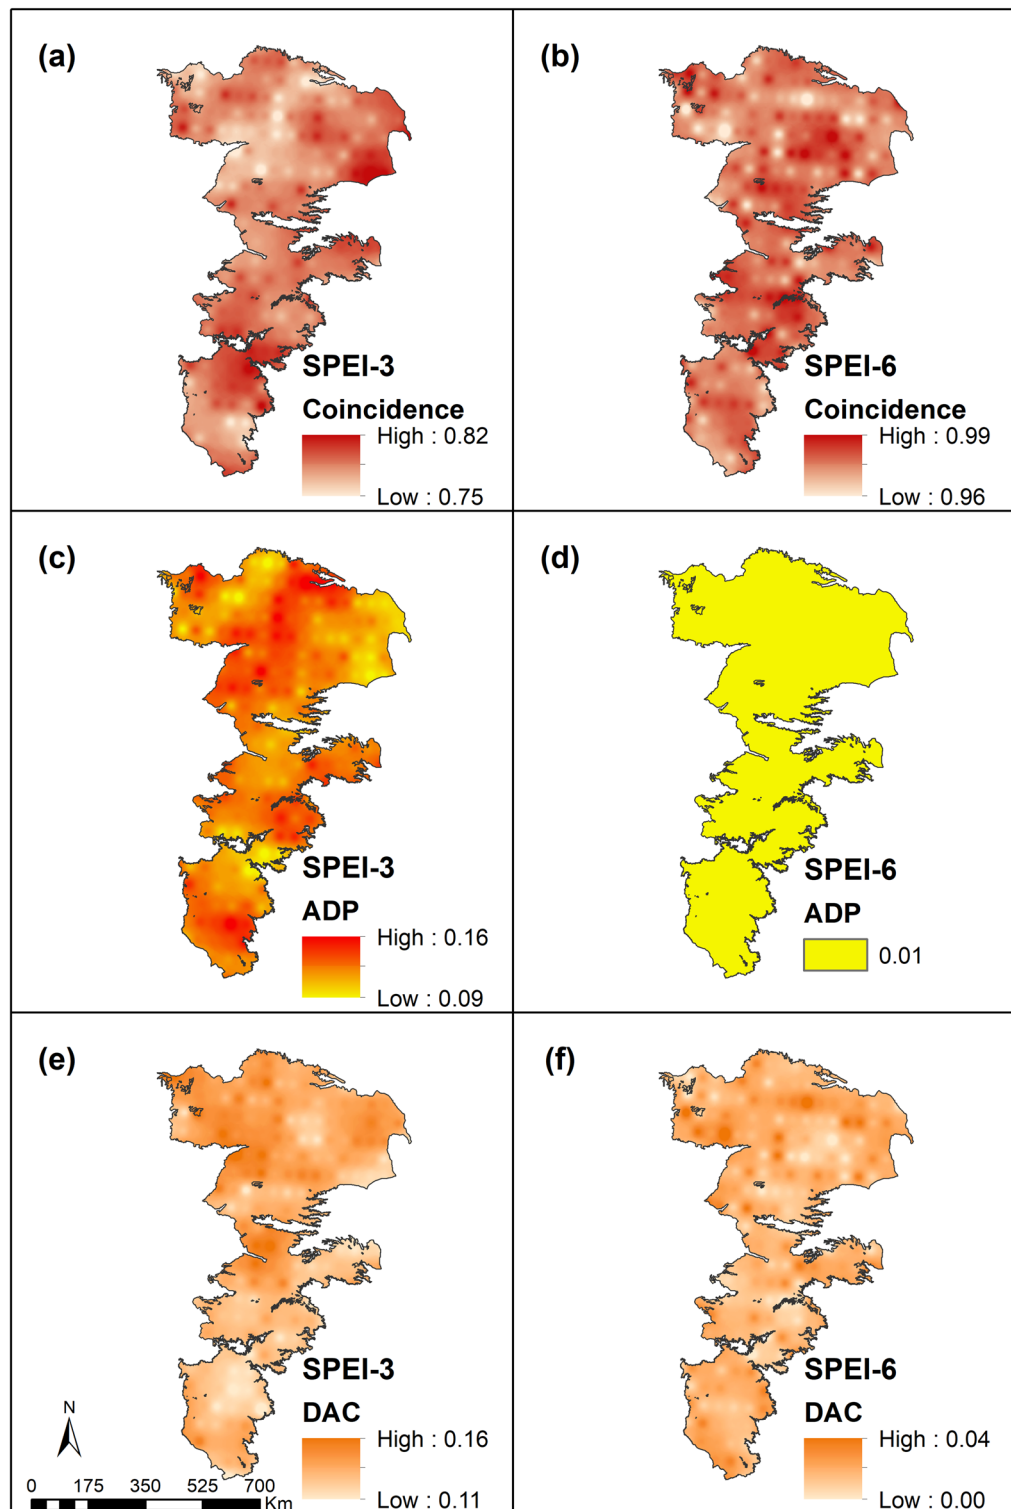 (a)
SPEI-3
Coincidence
High : 0.82
Low : 0.75
(b)
SPEI-6
Coincidence
High : 0.99
Low : 0.96
(c)
SPEI-3
ADP
High : 0.16
Low : 0.09
(d)
SPEI-6
ADP
0.01
(e)
SPEI-3
DAC
High : 0.16
Low : 0.11
N
0 175 350 525 700
Km
(f)
SPEI-6
DAC
High : 0.04
Low : 0.00